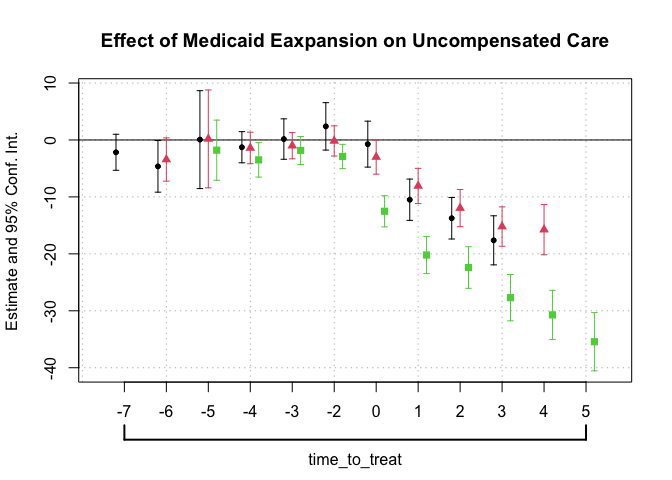 Effect of Medicaid Eaxpansion on Uncompensated Care
Estimate and 95% Conf. Int.
10
0
-10
-20
-30
-40
-7 -6 -5 -4 -3 -2 0 1 2 3 4 5
time_to_treat